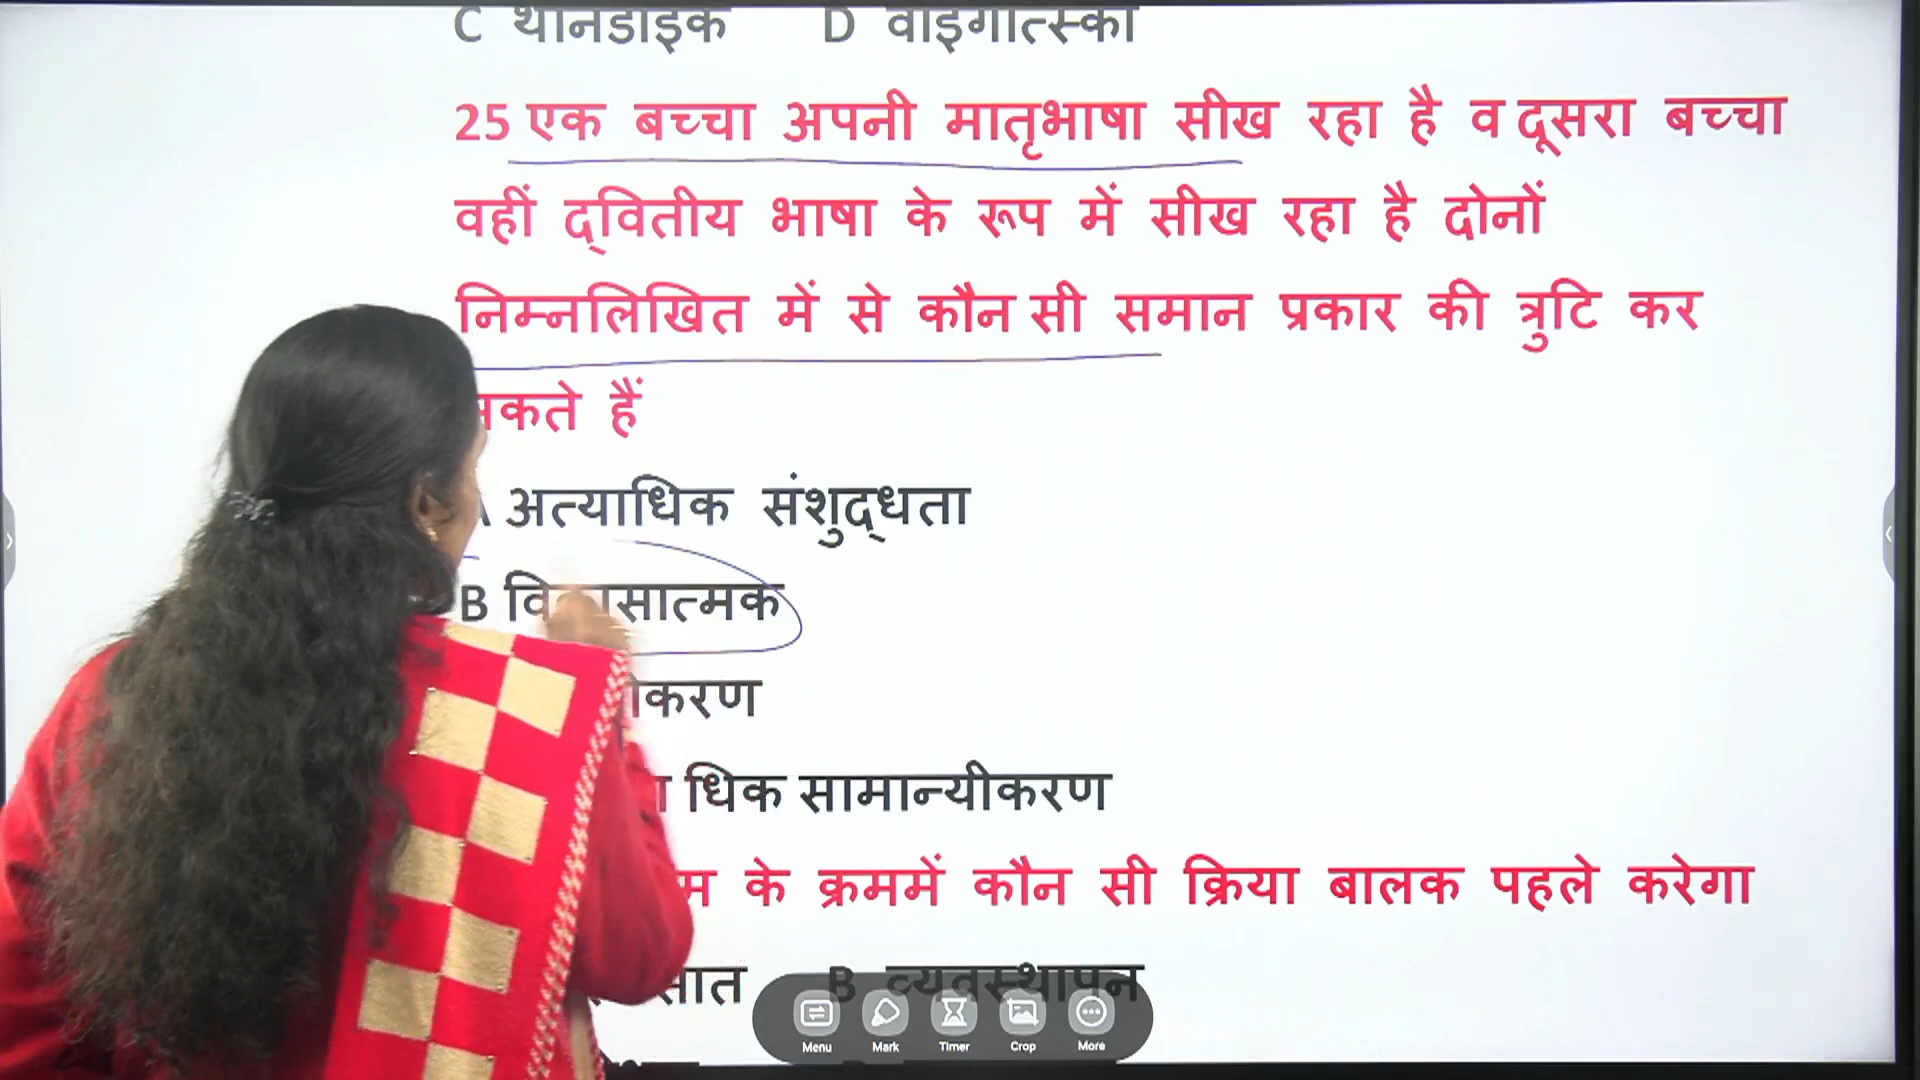 C थार्नडाइक D वाइगोत्स्की
25 एक बच्चा अपनी मातृभाषा सीख रहा है व दूसरा बच्चा
वहीं द्वितीय भाषा के रूप में सीख रहा है दोनों
निम्नलिखित में से कौन सी समान प्रकार की त्रुटि कर
सकते हैं
A अत्याधिक संशुद्धता
B विकासात्मक
धिक सामान्यीकरण
के क्रममें कौन सी क्रिया बालक पहले करेगा
B व्यवस्थापन
Menu Mark Timer Crop More